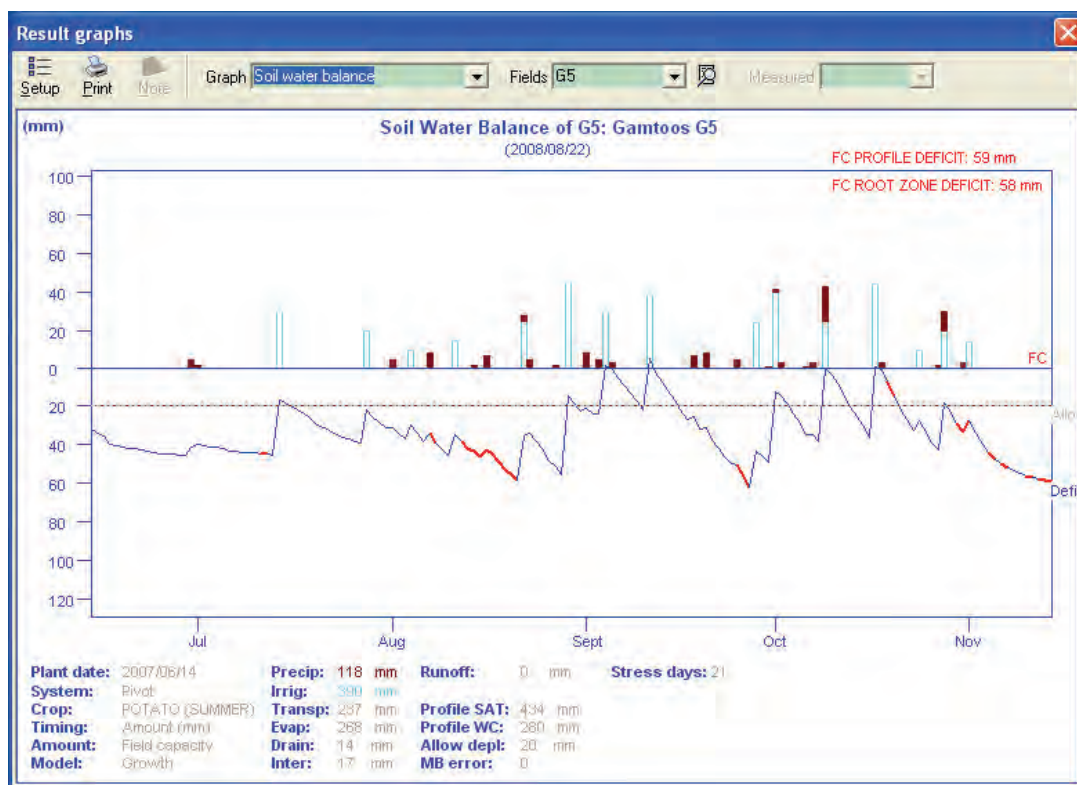 Result graphs
Setup Print Note Graph Soil water balance Fields G5 Measured
(mm) Soil Water Balance of G5: Gamtoos G5
(2008/08/22)
FC PROFILE DEFICIT: 59 mm
FC ROOT ZONE DEFICIT: 58 mm
100
80
60
40
20
0 FC
20 Allo
40
60 Defi
80
100
120
Jul Aug Sept Oct Nov
Plant date: 2007/06/14 Precip: 118 mm Runoff: 0 mm Stress days: 21
System: Pivot Irrig: mm
Crop: POTATO (SUMMER) Transp: 237 mm Profile SAT: 434 mm
Timing: Amount (mm) Evap: 268 mm Profile WC: 260 mm
Amount: Field capacity Drain: 14 mm Allow depl: 20 mm
Model: Growth Inter: 17 mm MB error: 0